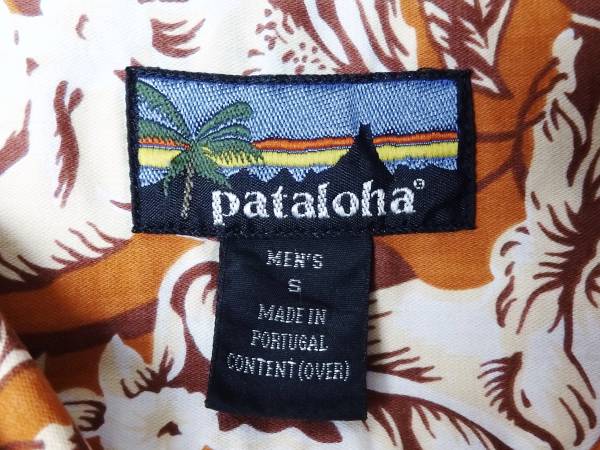 pataloha®
MEN'S
S
MADE IN
PORTUGAL
CONTENT(OVER)